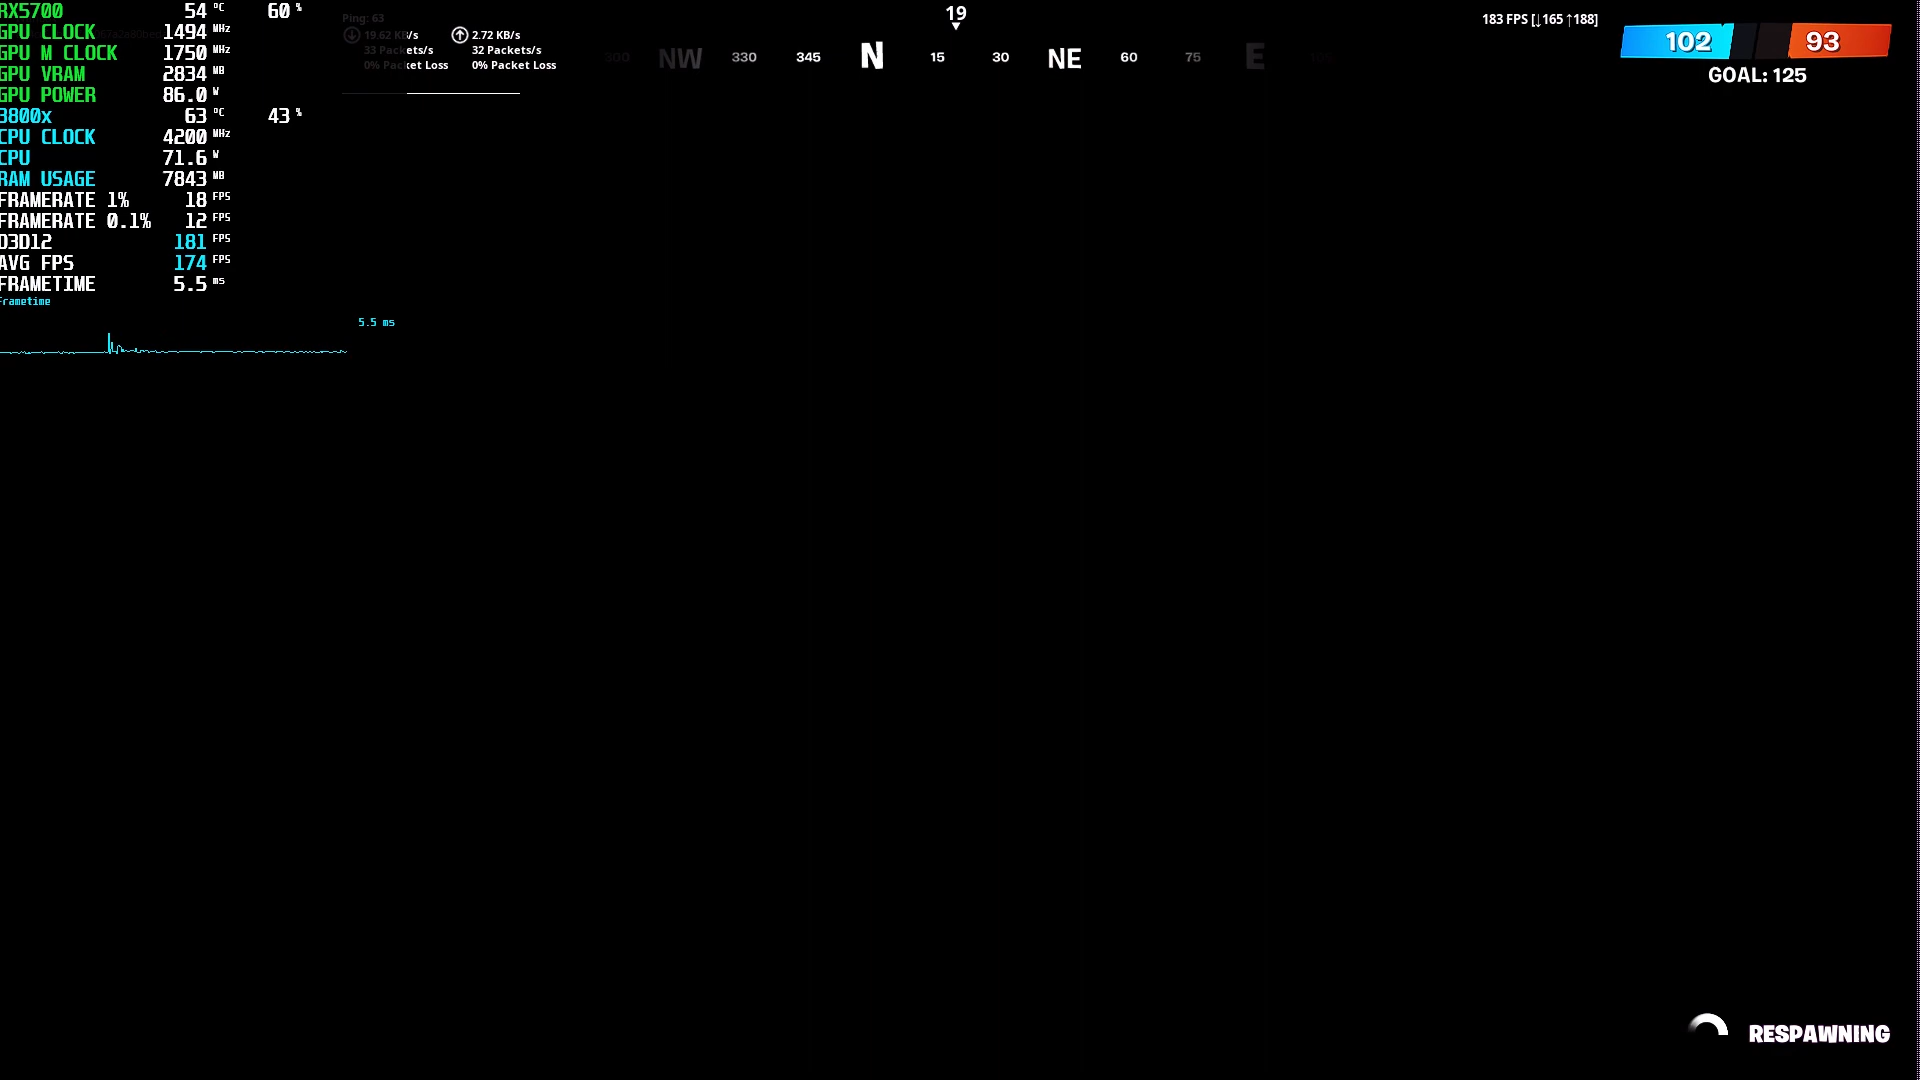 RX5700 54 °C 60 %
GPU CLOCK 1494 MHz
GPU M CLOCK 1750 MHz
GPU VRAM 2834 MB
GPU POWER 86.0 W
3800x 63 °C 43 %
CPU CLOCK 4200 MHz
CPU 71.6 W
RAM USAGE 7843 MB
FRAMERATE 1% 18 FPS
FRAMERATE 0.1% 12 FPS
D3D12 181 FPS
AVG FPS 174 FPS
FRAMETIME 5.5 ms
Frametime
5.5 ms
Ping: 63
19.62 KB/s 2.72 KB/s
33 Packets/s 32 Packets/s
0% Packet Loss 0% Packet Loss
19
300 NW 330 345 N 15 30 NE 60 75 E 105
183 FPS [↓165 ↑188]
102 93
GOAL: 125
RESPAWNING